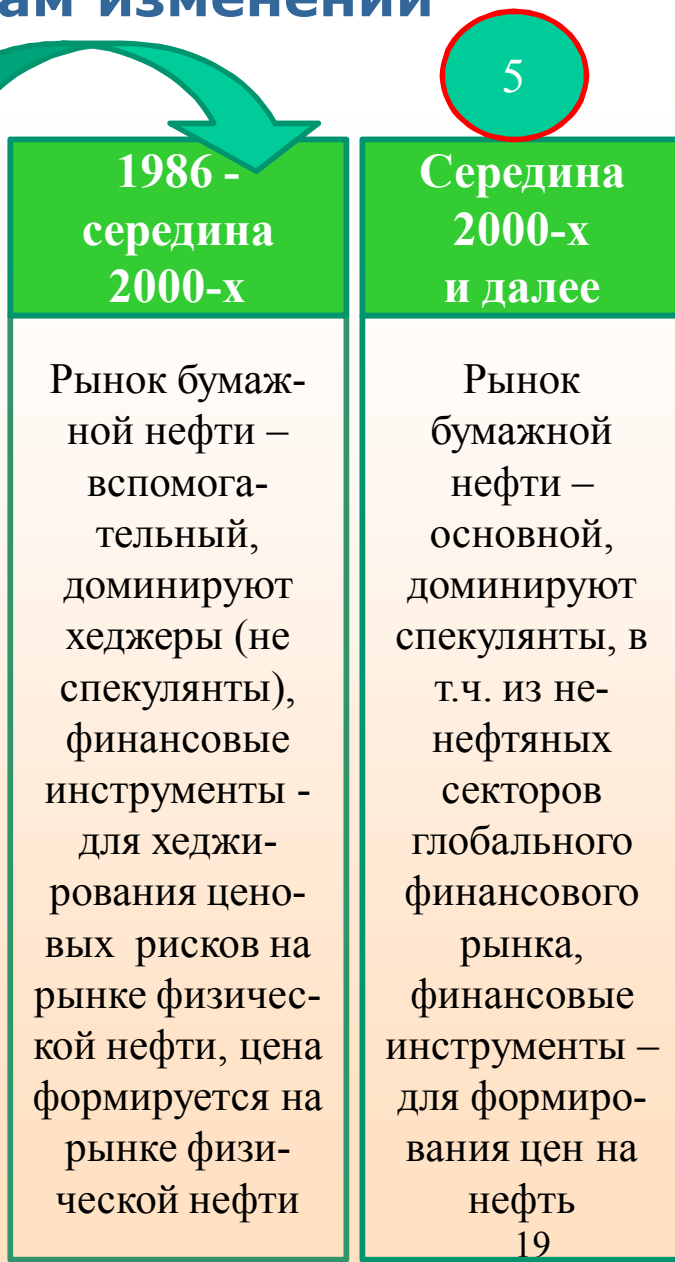 ам изменений
5
1986 -
середина
2000-х
Рынок бумаж-
ной нефти –
вспомога-
тельный,
доминируют
хеджеры (не
спекулянты),
финансовые
инструменты -
для хеджи-
рования цено-
вых рисков на
рынке физичес-
кой нефти, цена
формируется на
рынке физи-
ческой нефти
Середина
2000-х
и далее
Рынок
бумажной
нефти –
основной,
доминируют
спекулянты, в
т.ч. из не-
нефтяных
секторов
глобального
финансового
рынка,
финансовые
инструменты –
для формиро-
вания цен на
нефть
19